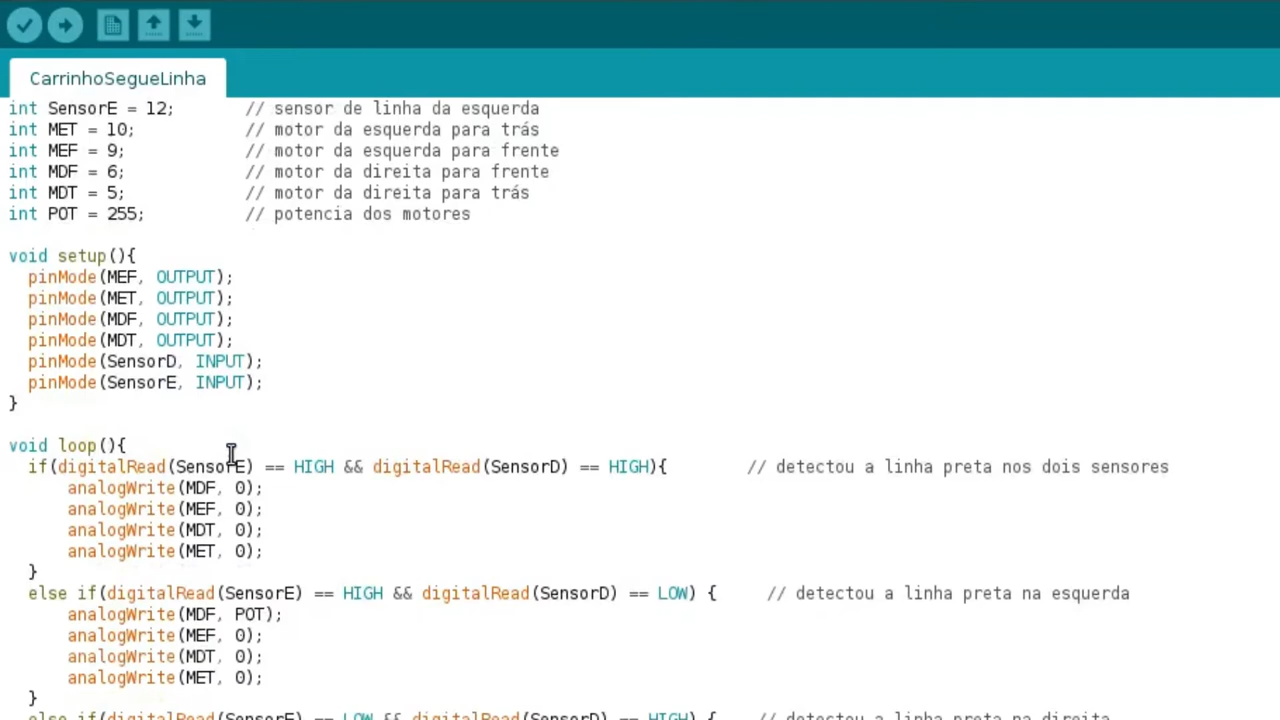 CarrinhoSegueLinha
int SensorE = 12; // sensor de linha da esquerda
int MET = 10; // motor da esquerda para trás
int MEF = 9; // motor da esquerda para frente
int MDF = 6; // motor da direita para frente
int MDT = 5; // motor da direita para trás
int POT = 255; // potencia dos motores
void setup(){
pinMode(MEF, OUTPUT);
pinMode(MET, OUTPUT);
pinMode(MDF, OUTPUT);
pinMode(MDT, OUTPUT);
pinMode(SensorD, INPUT);
pinMode(SensorE, INPUT);
}
void loop(){
if(digitalRead(SensorE) == HIGH && digitalRead(SensorD) == HIGH){ // detectou a linha preta nos dois sensores
analogWrite(MDF, 0);
analogWrite(MEF, 0);
analogWrite(MDT, 0);
analogWrite(MET, 0);
}
else if(digitalRead(SensorE) == HIGH && digitalRead(SensorD) == LOW) { // detectou a linha preta na esquerda
analogWrite(MDF, POT);
analogWrite(MEF, 0);
analogWrite(MDT, 0);
analogWrite(MET, 0);
}
else if(digitalRead(SensorE) == LOW && digitalRead(SensorD) == HIGH) { // detectou a linha preta na direita